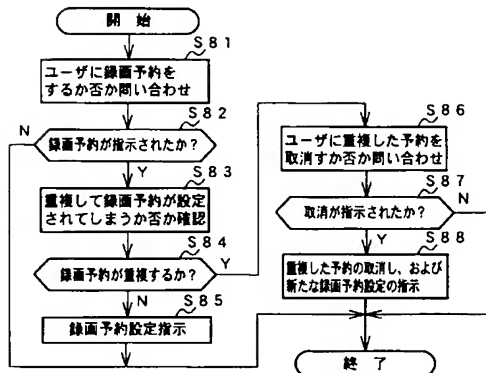 開始
S81
ユーザに録画予約を
するか否か問い合わせ
S82
N
録画予約が指示されたか?
Y
S83
重複して録画予約が設定
されてしまうか否か確認
S84
録画予約が重複するか?
Y
N
S85
録画予約設定指示
S86
ユーザに重複した予約を
取消すか否か問い合わせ
S87
取消が指示されたか?
N
Y
S88
重複した予約の取消し、および
新たな録画予約設定の指示
終了